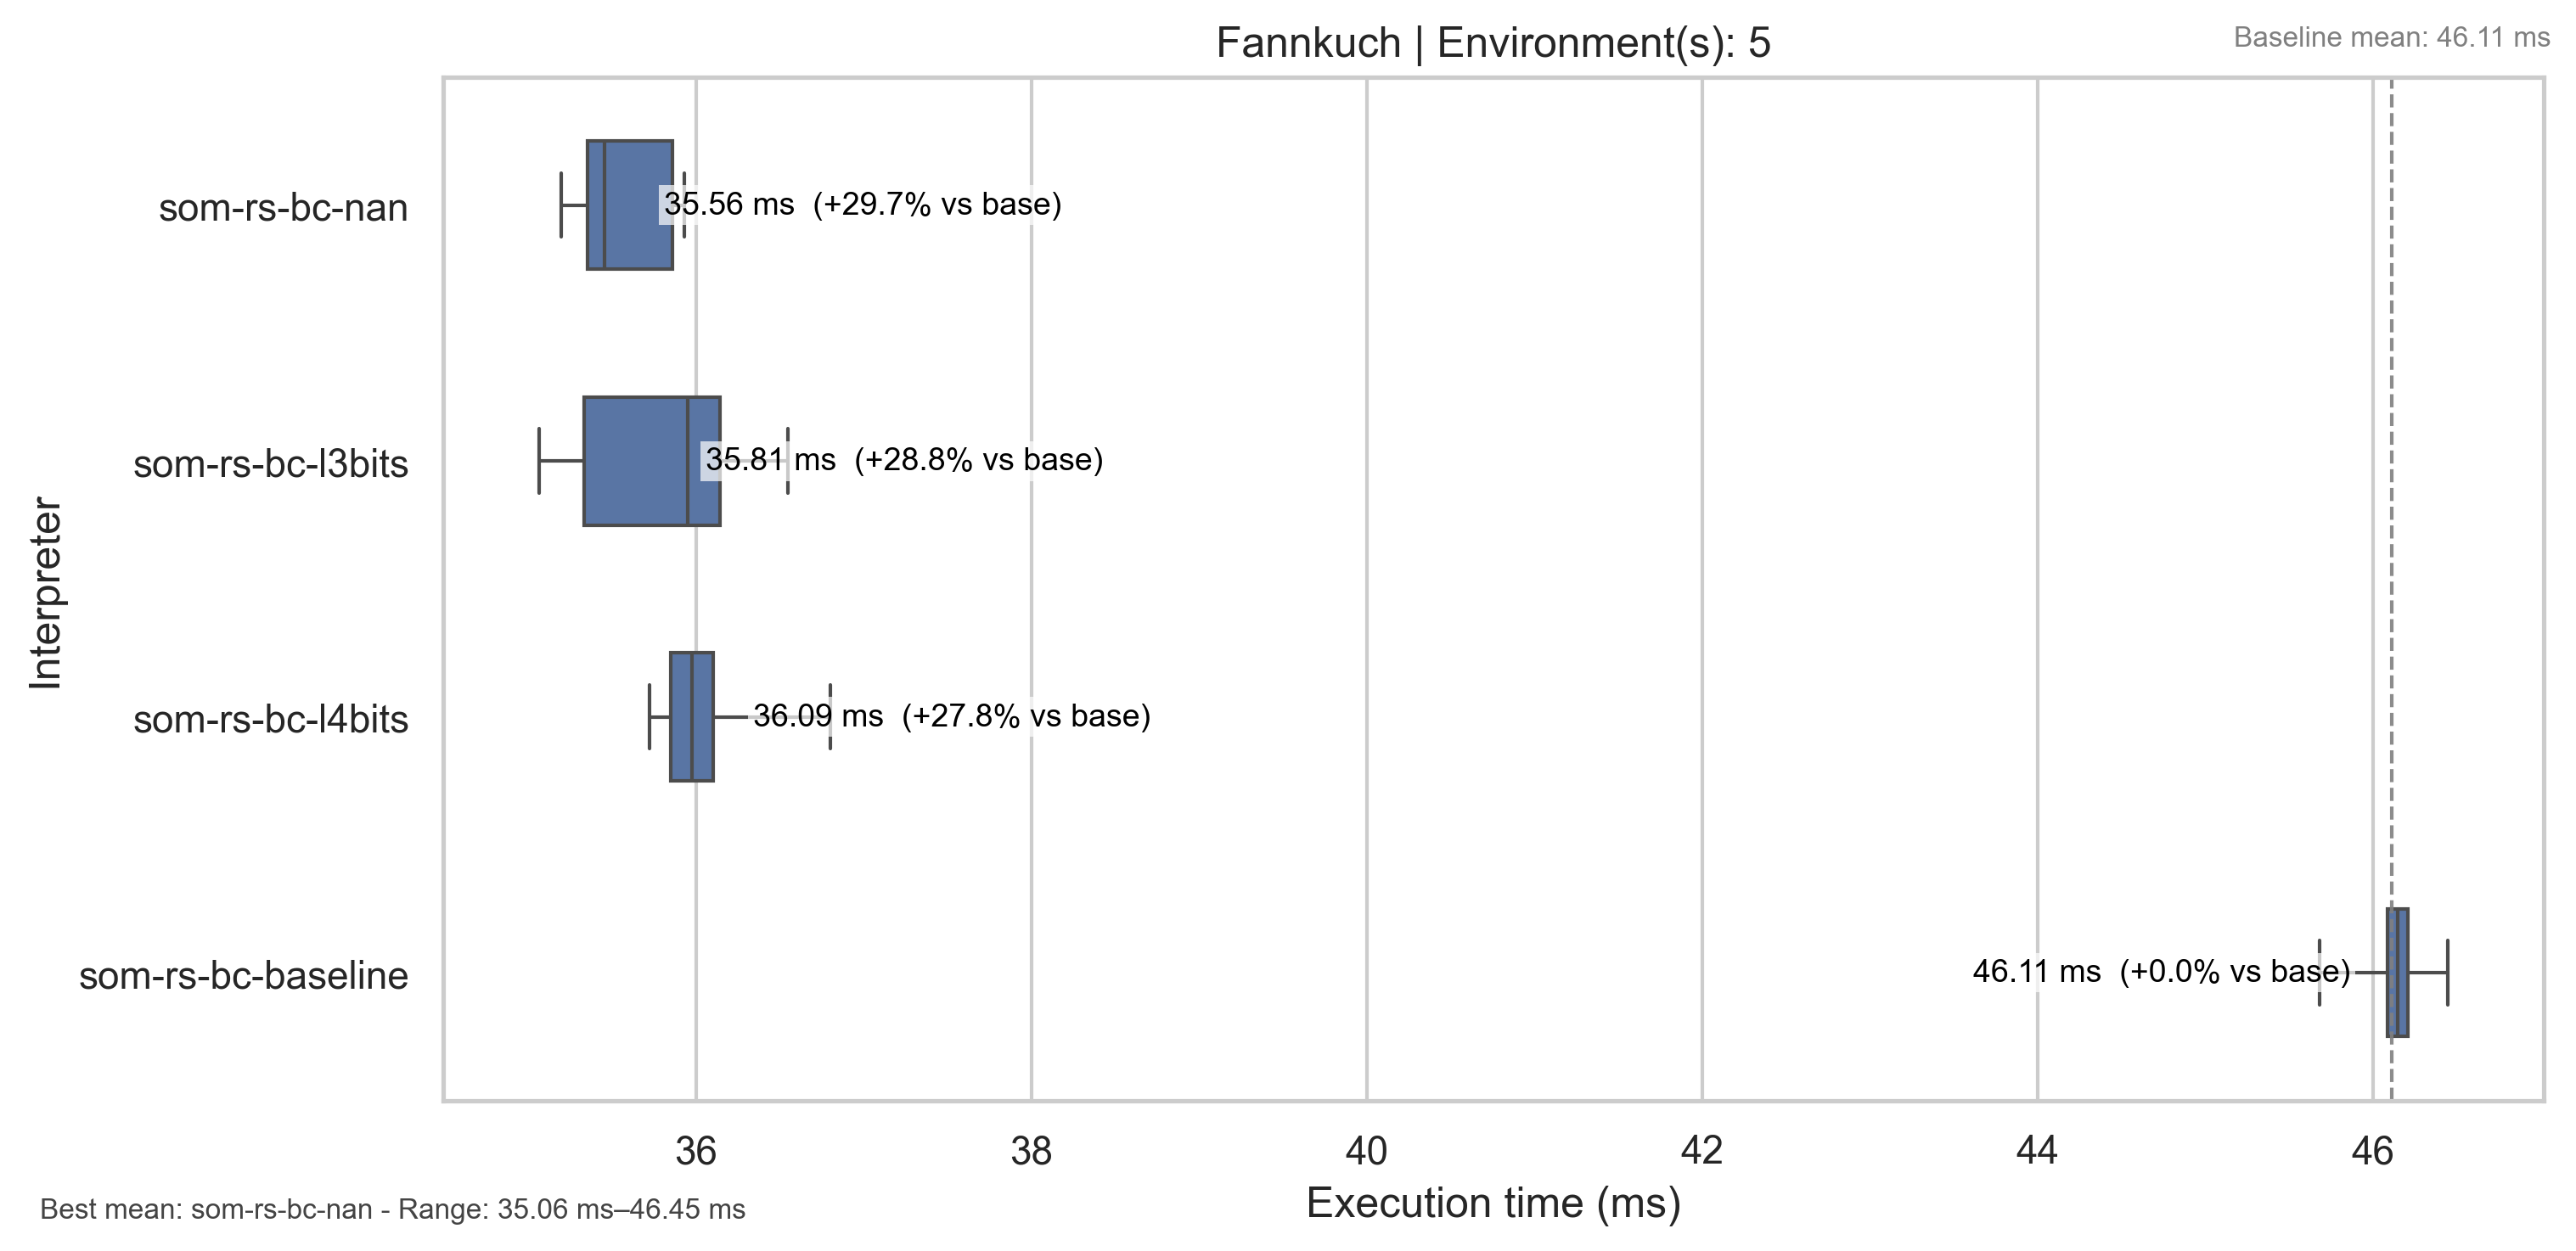 Fannkuch | Environment(s): 5
Baseline mean: 46.11 ms
Interpreter
som-rs-bc-nan
35.56 ms  (+29.7% vs base)
som-rs-bc-l3bits
35.81 ms  (+28.8% vs base)
som-rs-bc-l4bits
36.09 ms  (+27.8% vs base)
som-rs-bc-baseline
46.11 ms  (+0.0% vs base)
36 38 40 42 44 46
Execution time (ms)
Best mean: som-rs-bc-nan - Range: 35.06 ms–46.45 ms